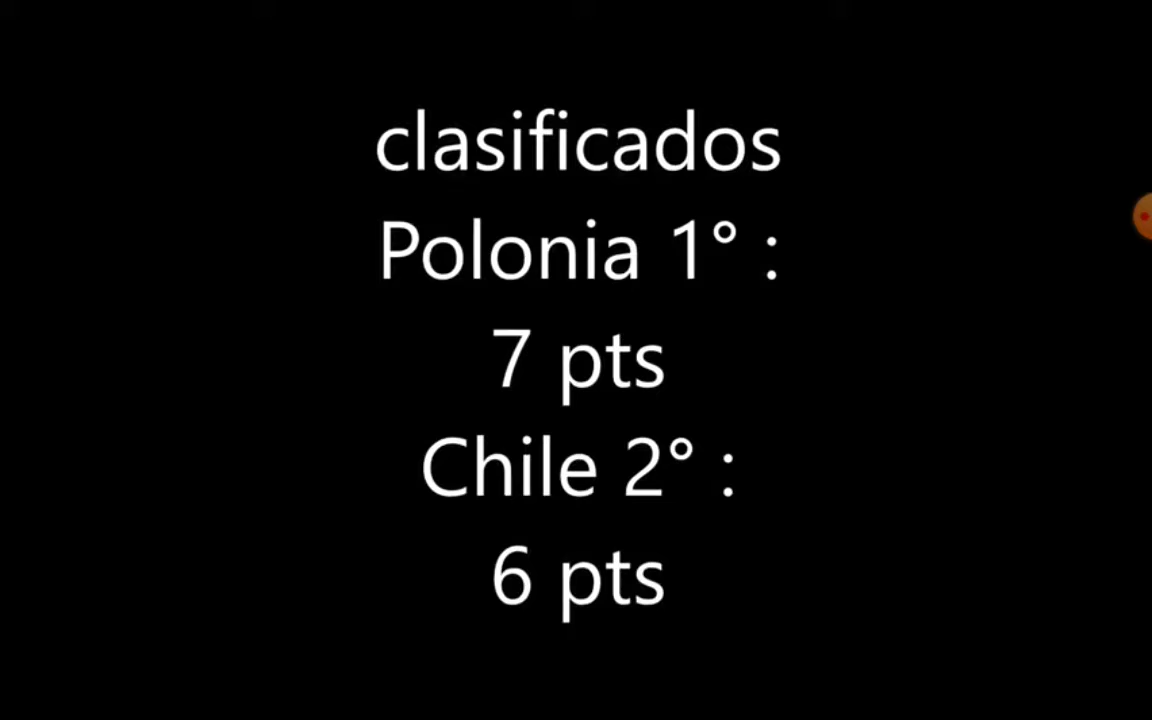 clasificados
Polonia 1° :
7 pts
Chile 2° :
6 pts